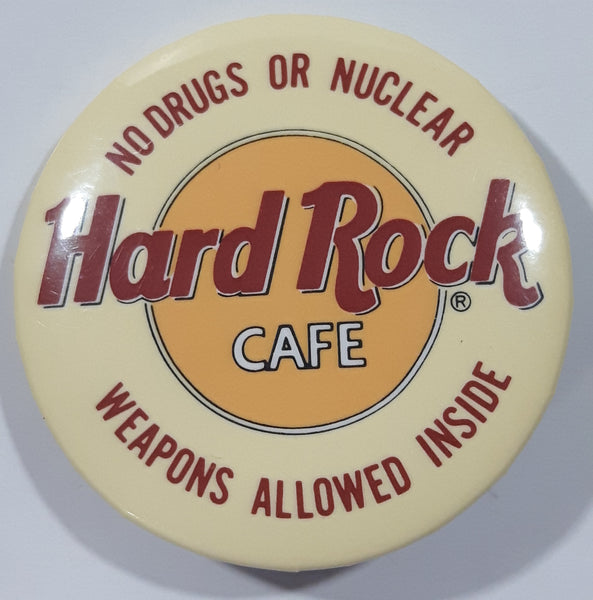 NO DRUGS OR NUCLEAR
Hard Rock ®
CAFE
WEAPONS ALLOWED INSIDE